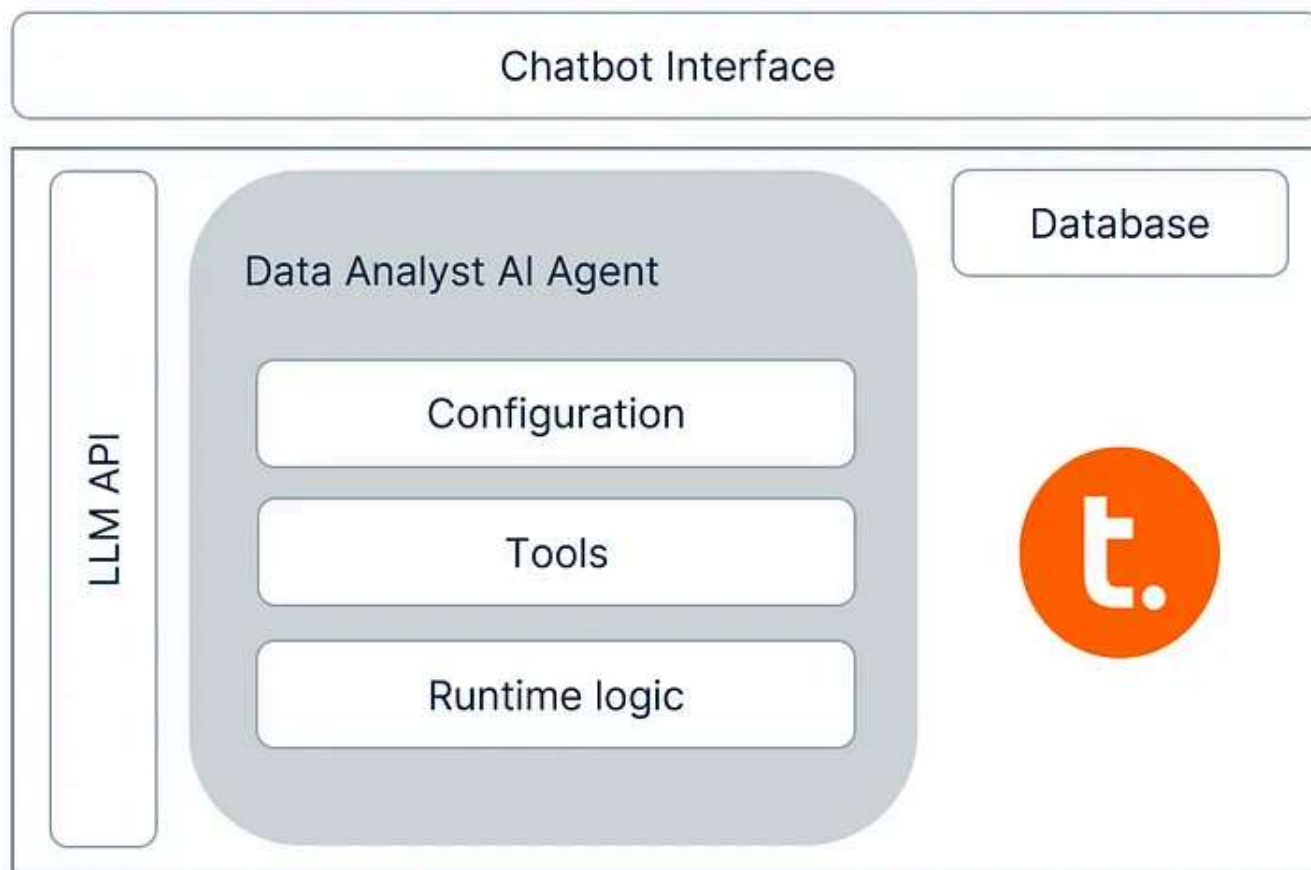 Chatbot Interface
Database
Data Analyst AI Agent
Configuration
LLM API
Tools
t.
Runtime logic